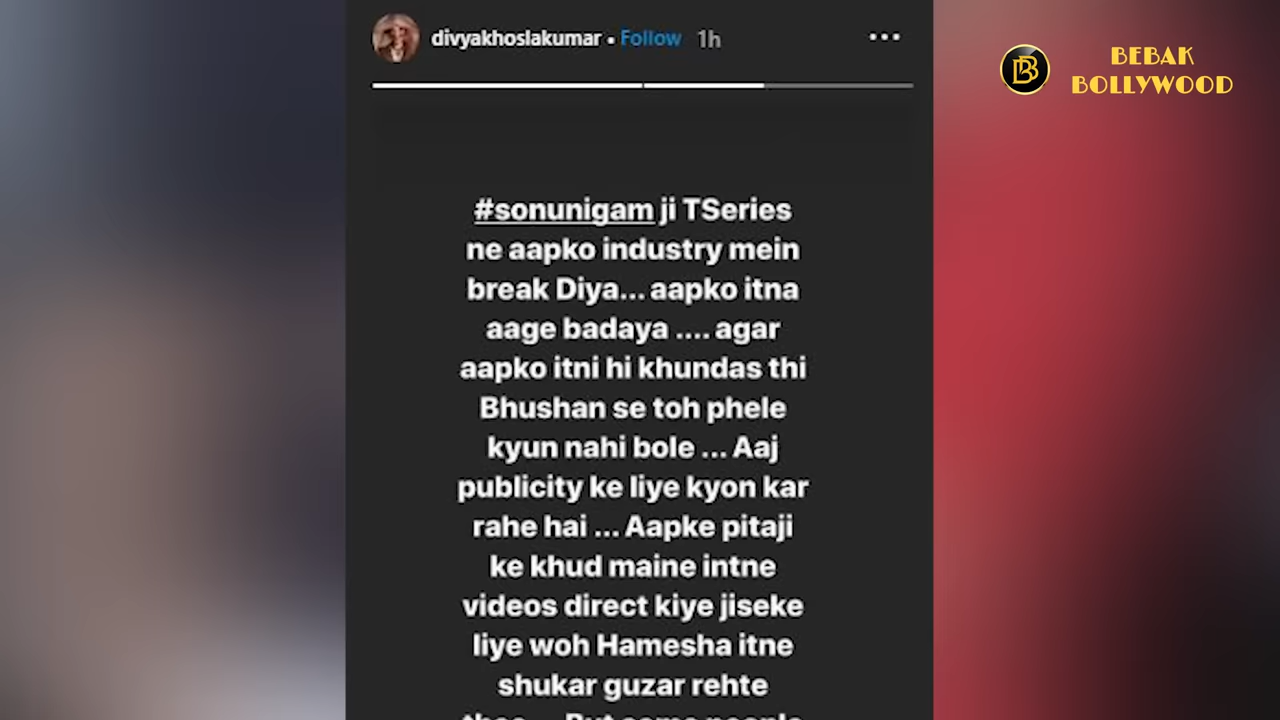 divyakhoslakumar • Follow 1h
BEBAK
BOLLYWOOD
#sonunigam ji TSeries
ne aapko industry mein
break Diya... aapko itna
aage badaya .... agar
aapko itni hi khundas thi
Bhushan se toh phele
kyun nahi bole ... Aaj
publicity ke liye kyon kar
rahe hai ... Aapke pitaji
ke khud maine intne
videos direct kiye jiseke
liye woh Hamesha itne
shukar guzar rehte